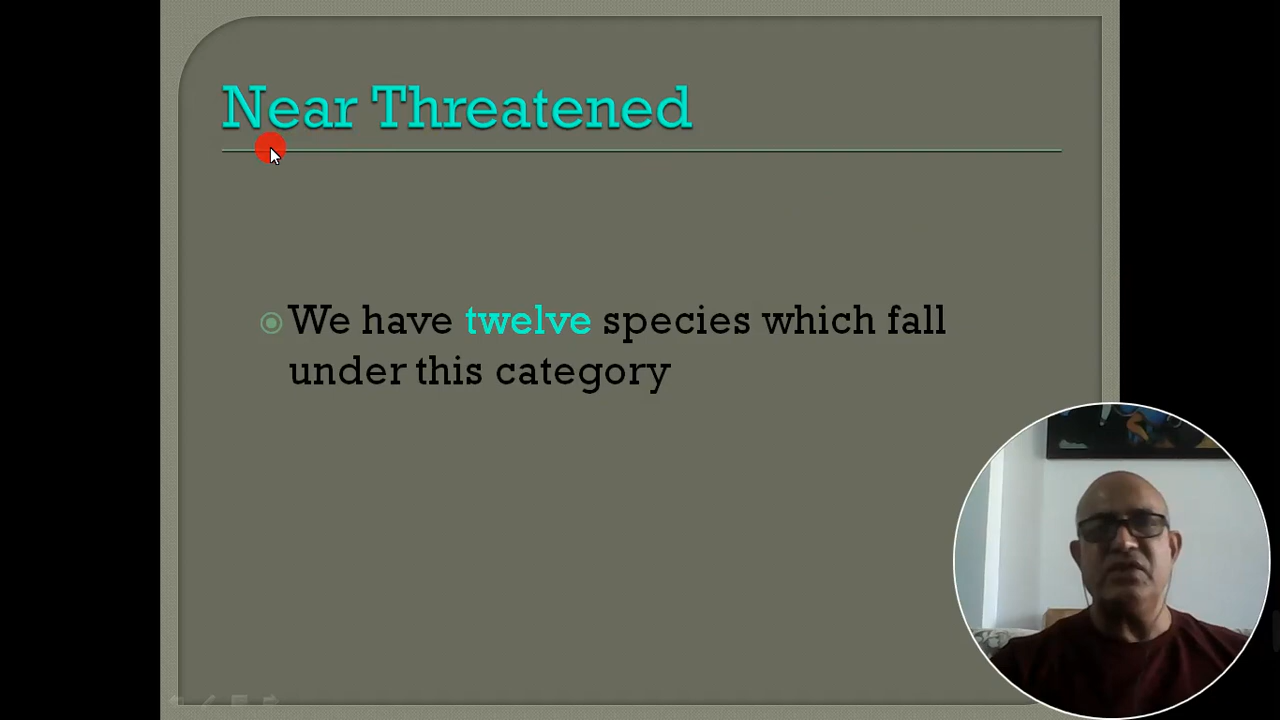 Near Threatened
We have twelve species which fall
under this category